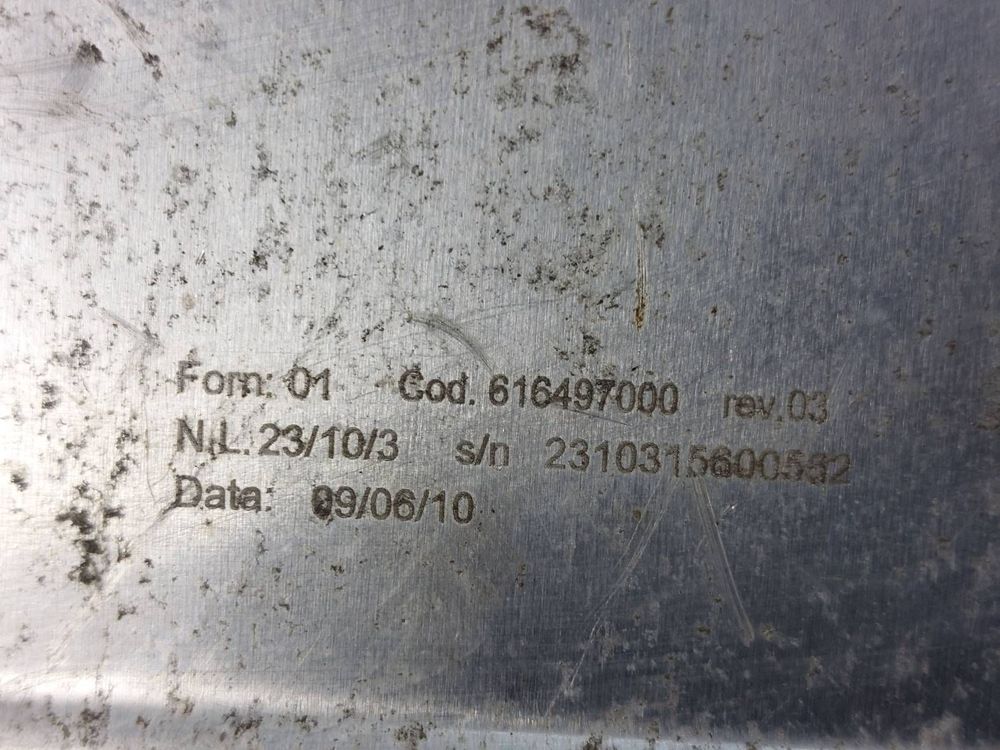 Forn: 01 Cod. 616497000 rev.03
N.L. 23/10/3 s/n 2310315600552
Data: 09/06/10